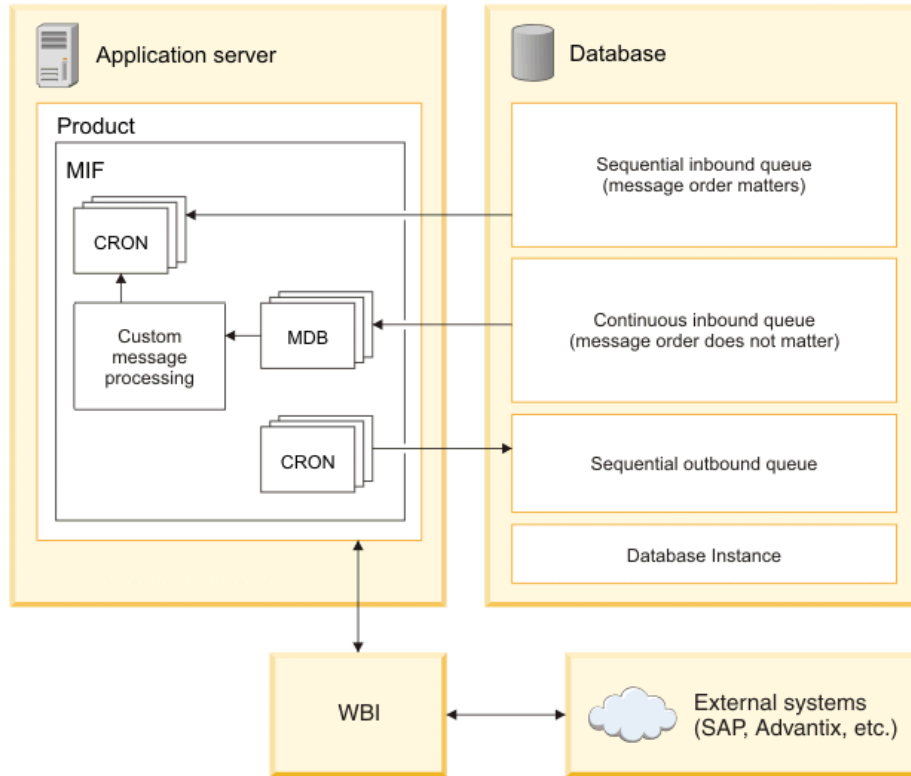 Application server
Product
MIF
CRON
Custom
message
processing
MDB
CRON
Database
Sequential inbound queue
(message order matters)
Continuous inbound queue
(message order does not matter)
Sequential outbound queue
Database Instance
WBI
External systems
(SAP, Advantix, etc.)